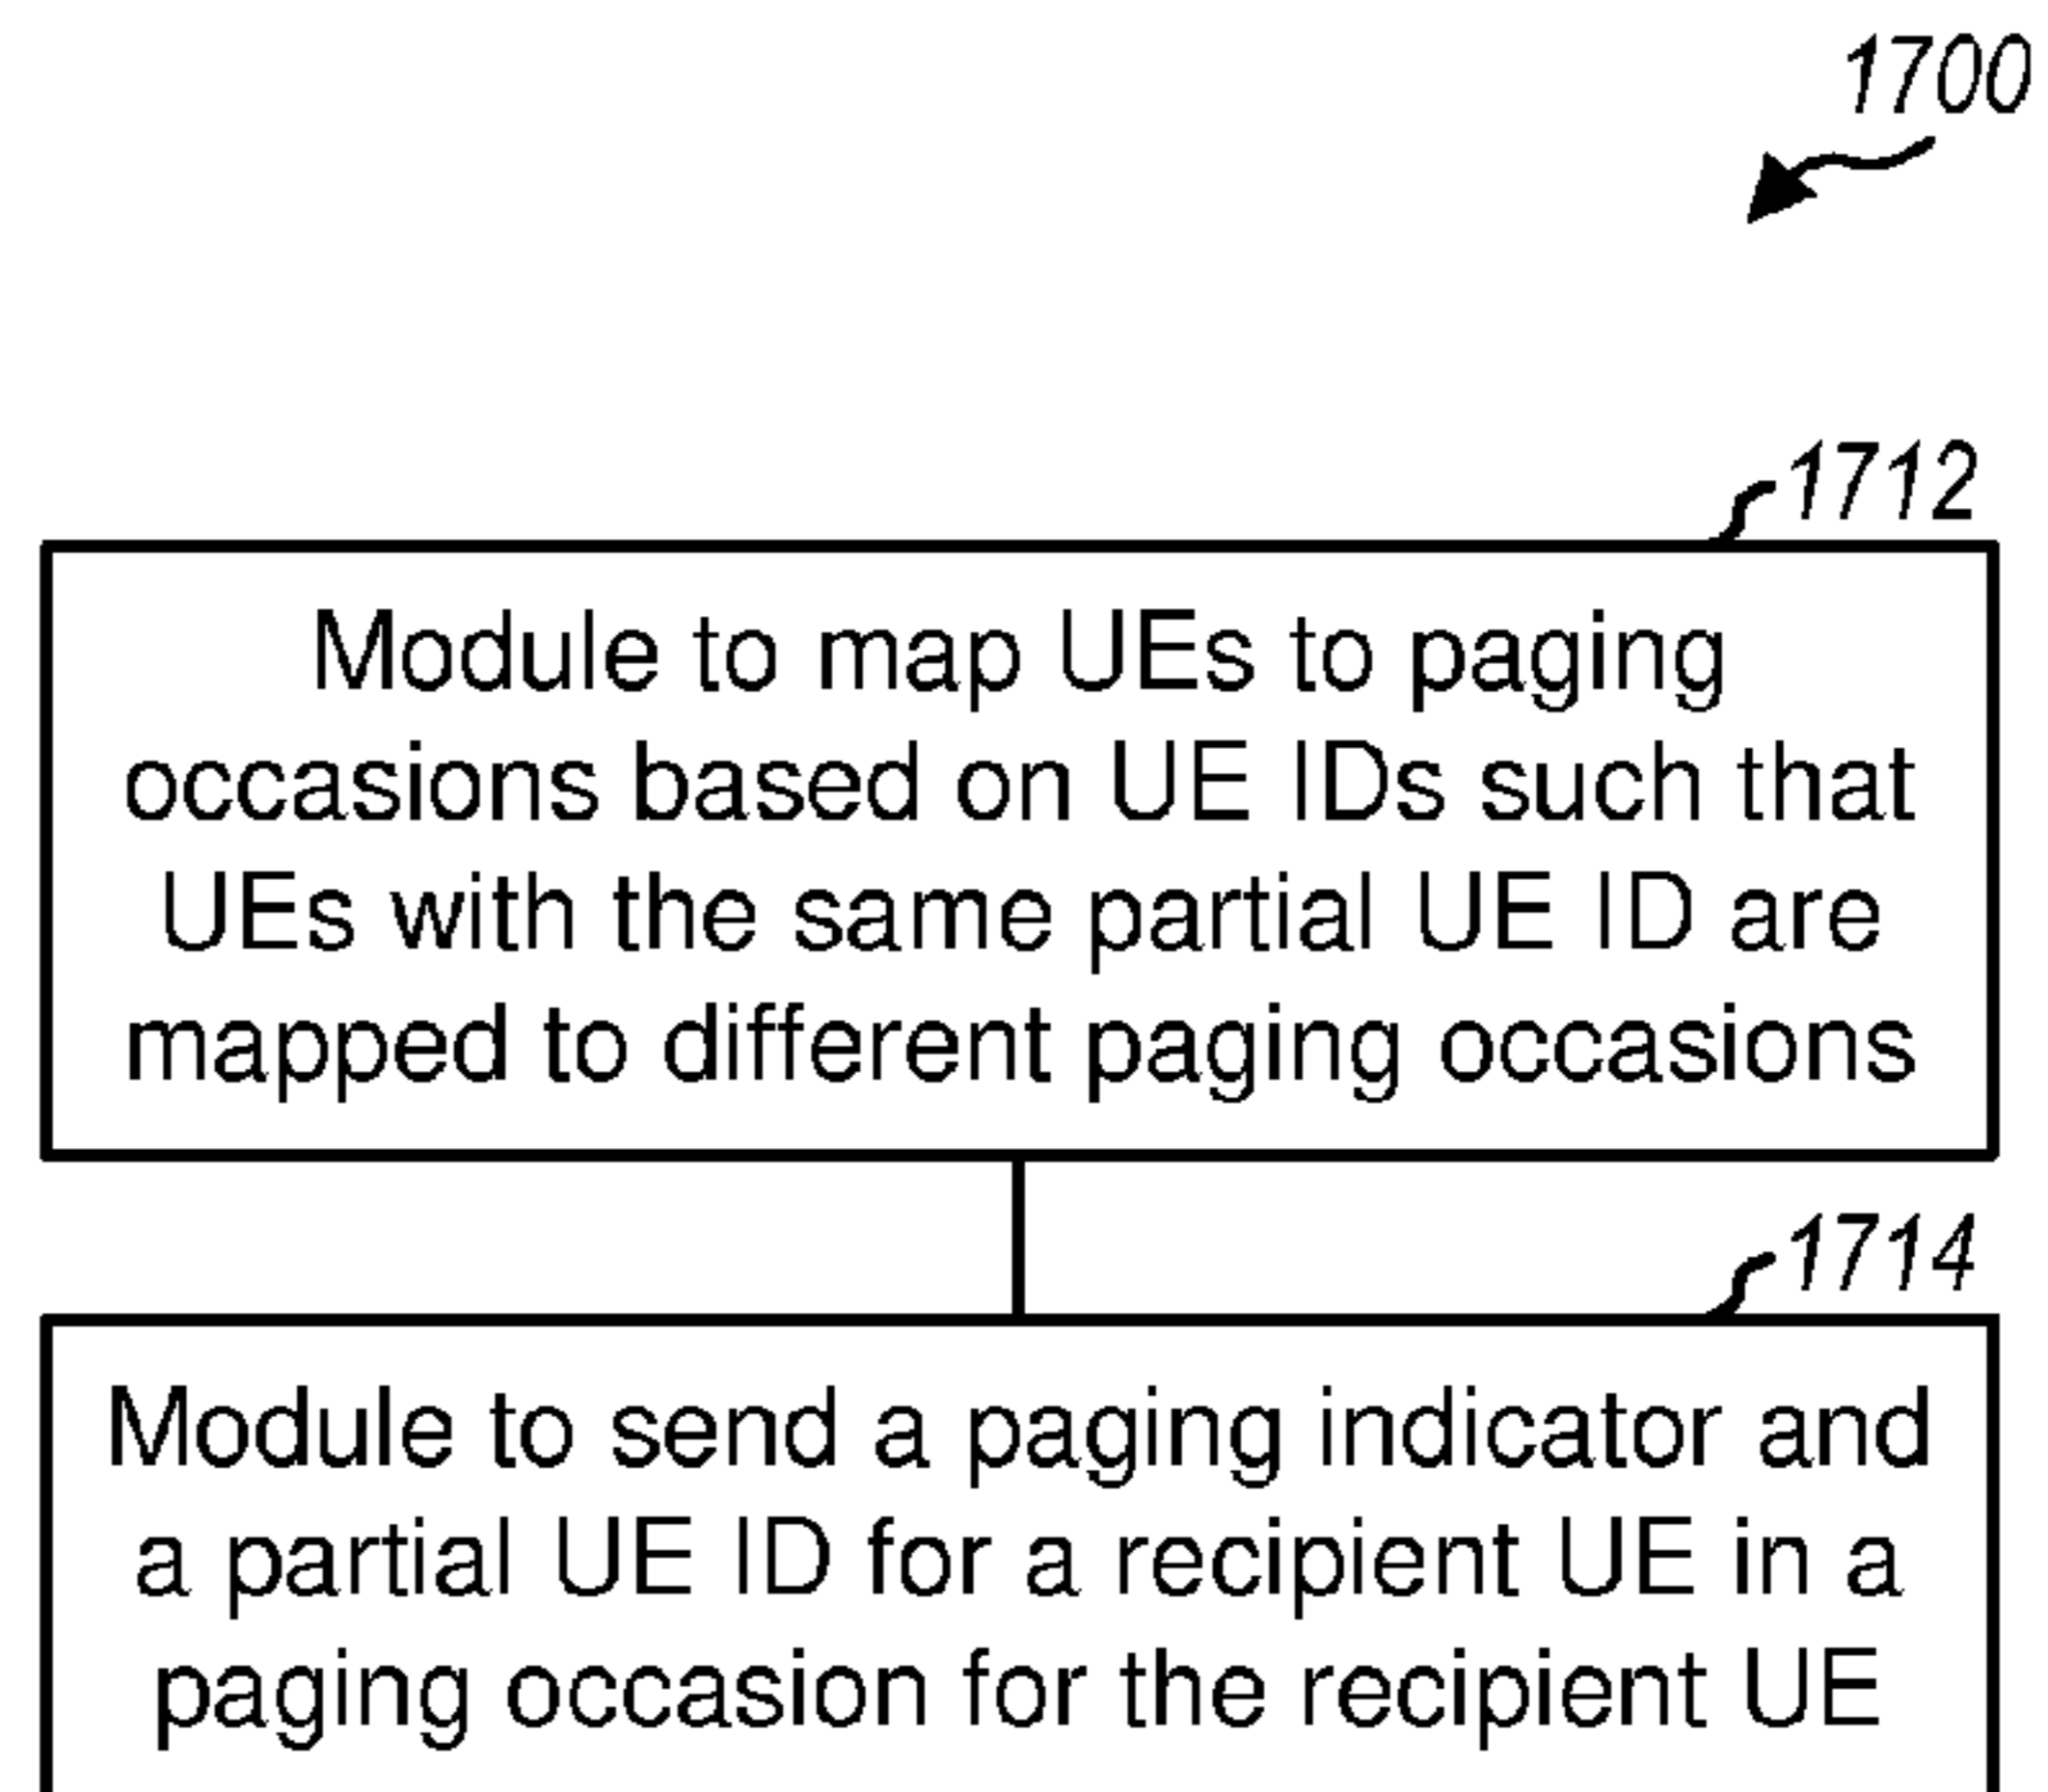 1700
1712
Module to map UEs to paging
occasions based on UE IDs such that
UEs with the same partial UE ID are
mapped to different paging occasions
1714
Module to send a paging indicator and
a partial UE ID for a recipient UE in a
paging occasion for the recipient UE